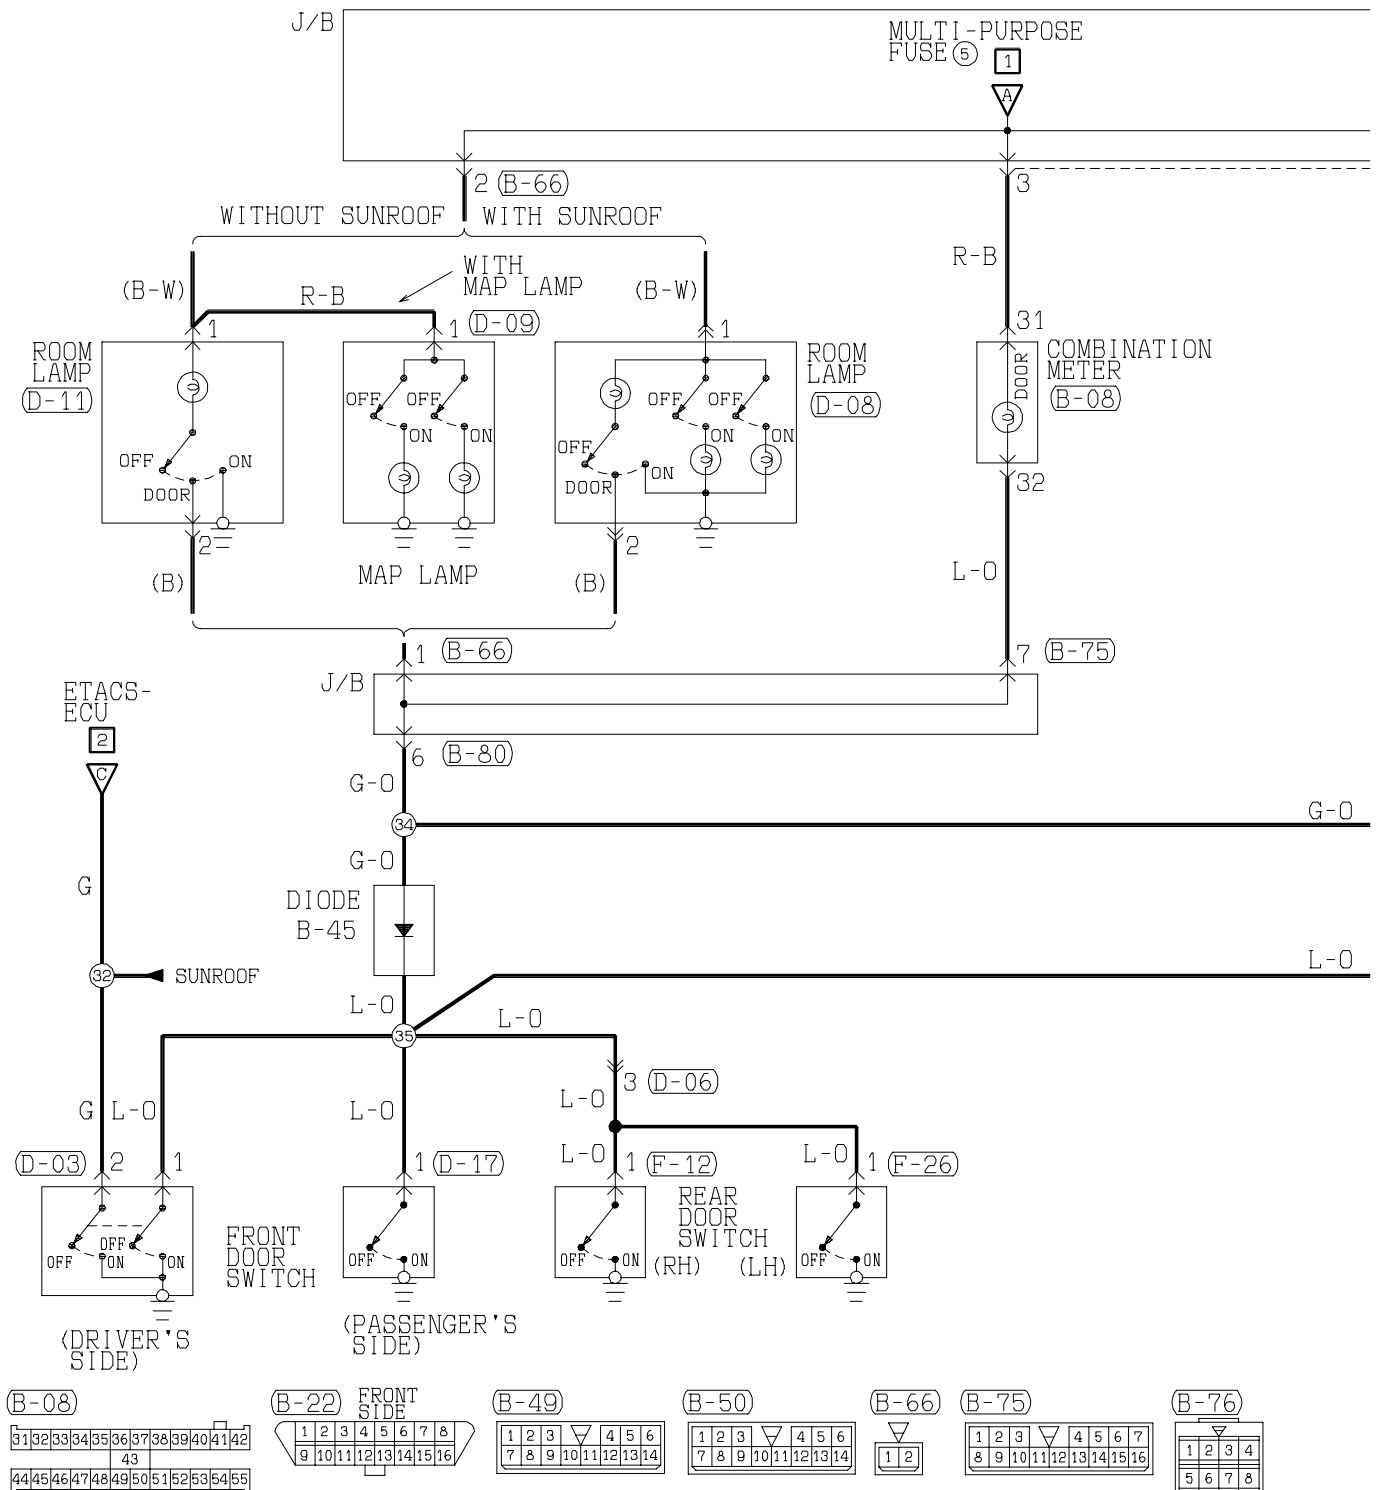 J/B
MULTI-PURPOSE
FUSE 5
1
A
2 (B-66)
3
WITHOUT SUNROOF
WITH SUNROOF
WITH
MAP LAMP
(B-W)
R-B
(B-W)
R-B
1
1 (D-09)
1
31
ROOM
LAMP
(D-11)
ROOM
LAMP
(D-08)
COMBINATION
METER
(B-08)
DOOR
OFF
ON
DOOR
OFF
OFF
ON
ON
OFF
OFF
ON
ON
OFF
ON
DOOR
2
2
32
MAP LAMP
(B)
(B)
L-O
1 (B-66)
7 (B-75)
J/B
ETACS-
ECU
2
C
6 (B-80)
G-O
34
G-O
G-O
G
DIODE
B-45
32
SUNROOF
L-O
L-O
35
L-O
3 (D-06)
G
L-O
L-O
L-O
L-O
L-O
(D-03) 2
1
1 (D-17)
1 (F-12)
1 (F-26)
FRONT
DOOR
SWITCH
REAR
DOOR
SWITCH
(RH)
(LH)
OFF
ON
OFF
ON
OFF
ON
OFF
ON
OFF
ON
(DRIVER'S
SIDE)
(PASSENGER'S
SIDE)
(B-08)
31 32 33 34 35 36 37 38 39 40 41 42
43
44 45 46 47 48 49 50 51 52 53 54 55
(B-22)
FRONT
SIDE
1 2 3 4 5 6 7 8
9 10 11 12 13 14 15 16
(B-49)
1 2 3 4 5 6
7 8 9 10 11 12 13 14
(B-50)
1 2 3 4 5 6
7 8 9 10 11 12 13 14
(B-66)
1 2
(B-75)
1 2 3 4 5 6 7
8 9 10 11 12 13 14 15 16
(B-76)
1 2 3 4
5 6 7 8